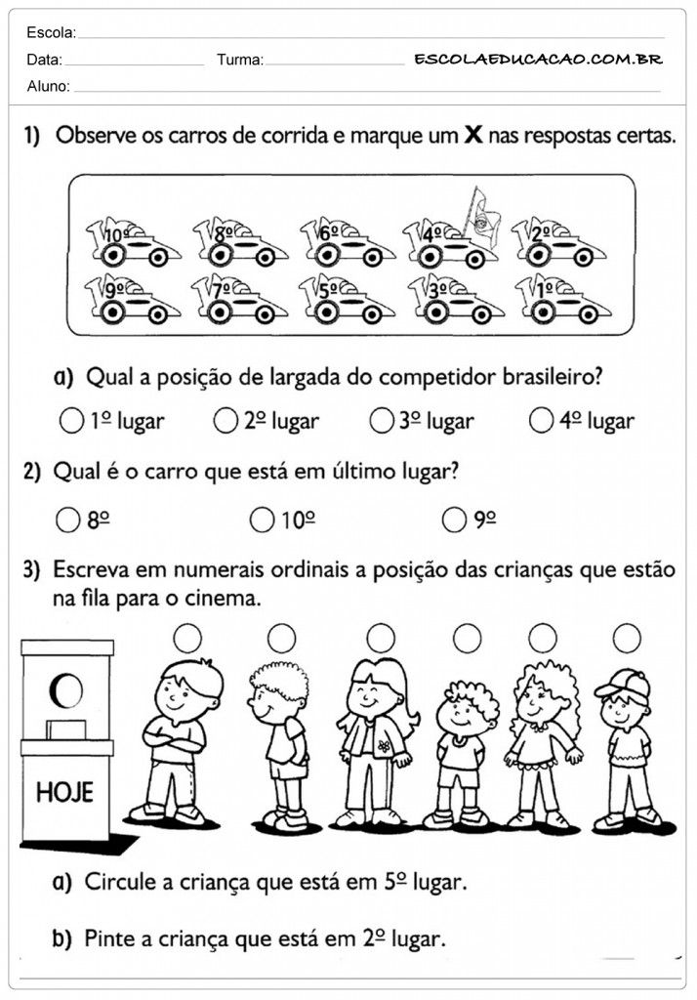 Escola:
Data: Turma: ESCOLAEDUCACAO.COM.BR
Aluno:
1) Observe os carros de corrida e marque um X nas respostas certas.
10º 8º 6º 4º 2º
9º 7º 5º 3º 1º
a) Qual a posição de largada do competidor brasileiro?
1º lugar 2º lugar 3º lugar 4º lugar
2) Qual é o carro que está em último lugar?
8º 10º 9º
3) Escreva em numerais ordinais a posição das crianças que estão
na fila para o cinema.
HOJE
a) Circule a criança que está em 5º lugar.
b) Pinte a criança que está em 2º lugar.